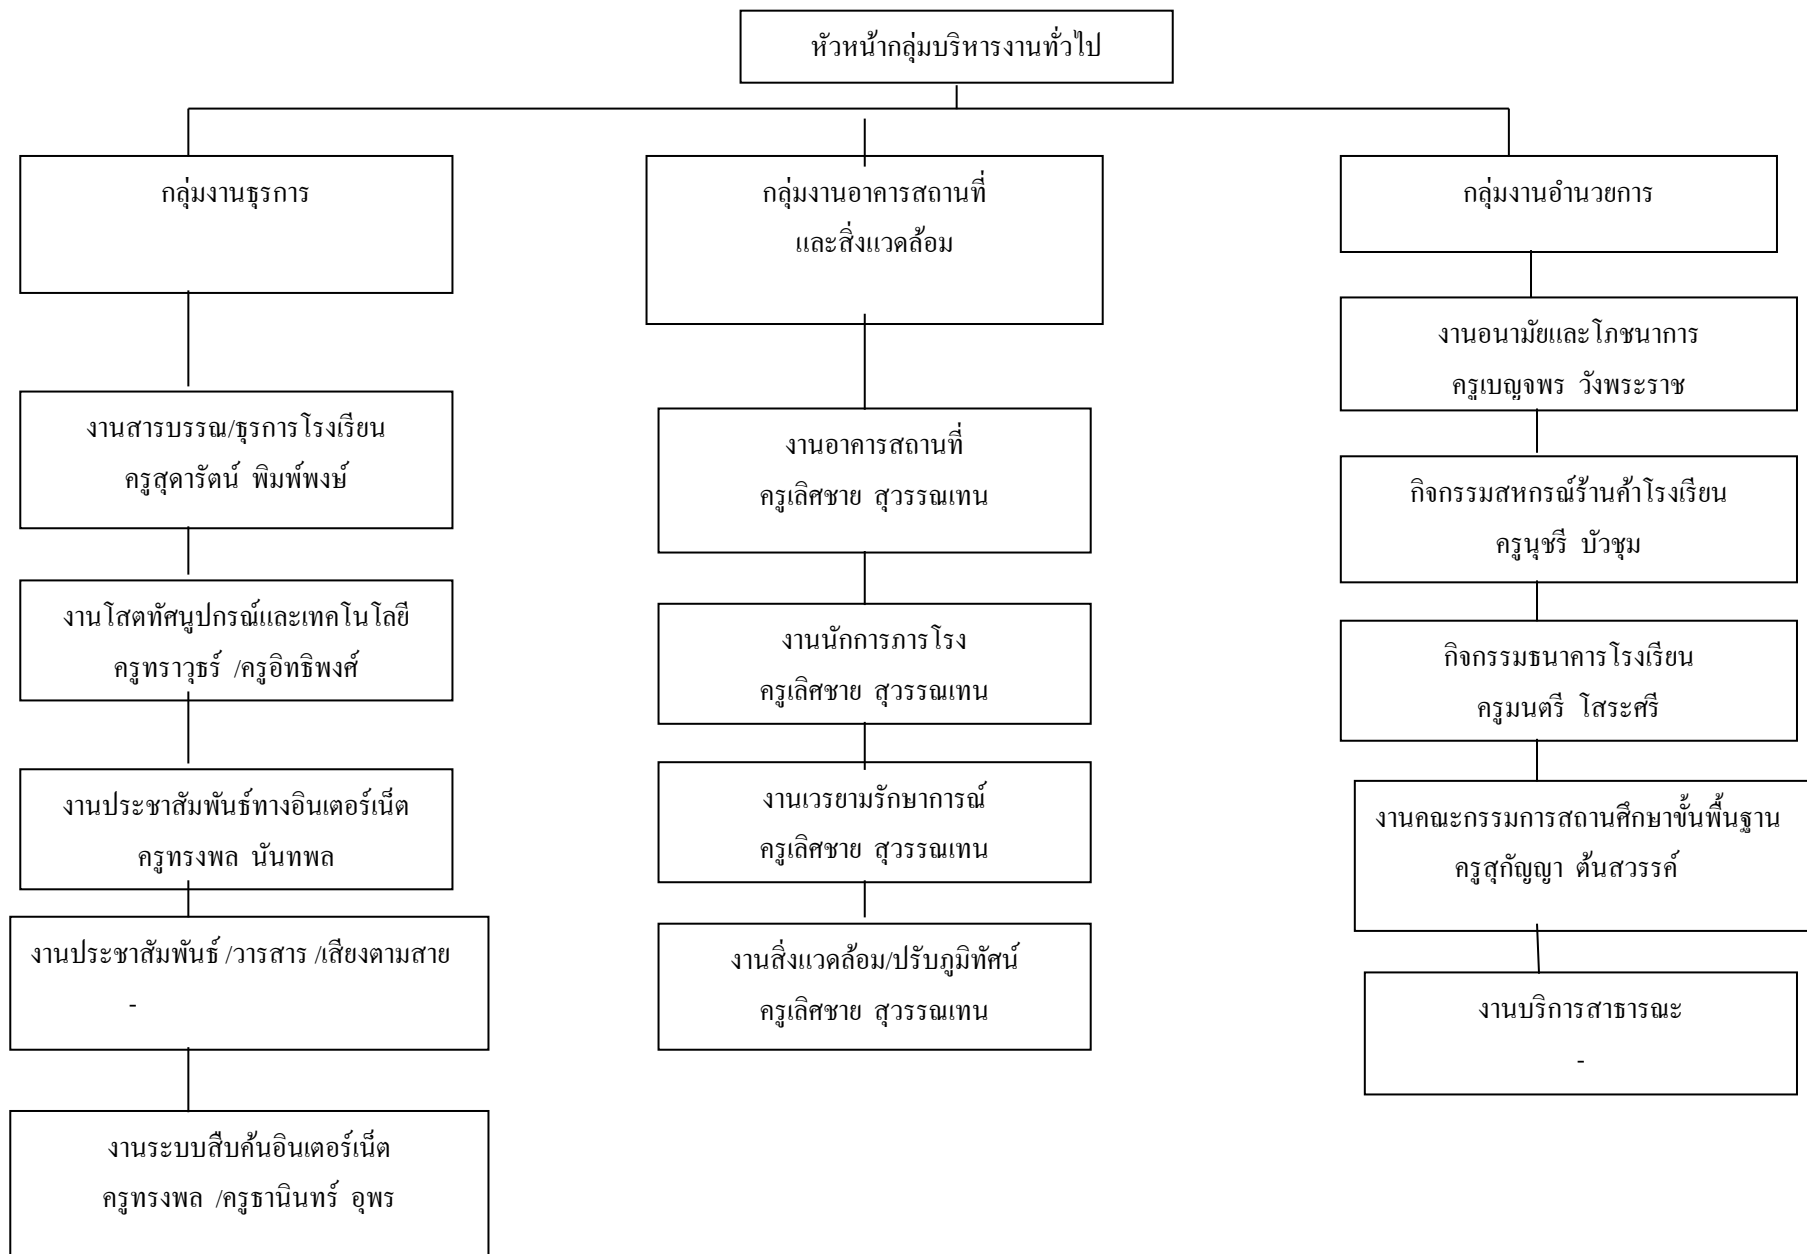 หัวหน้ากลุ่มบริหารงานทั่วไป
กลุ่มงานธุรการ
งานสารบรรณ/ธุรการโรงเรียน
ครูสุดารัตน์ พิมพ์พงษ์
งานโสตทัศนูปกรณ์และเทคโนโลยี
ครูทราวุธร์ /ครูอิทธิพงศ์
งานประชาสัมพันธ์ทางอินเตอร์เน็ต
ครูทรงพล นันทพล
งานประชาสัมพันธ์ /วารสาร /เสียงตามสาย
-
งานระบบสืบค้นอินเตอร์เน็ต
ครูทรงพล /ครูธานินทร์ อุพร
กลุ่มงานอาคารสถานที่
และสิ่งแวดล้อม
งานอาคารสถานที่
ครูเลิศชาย สุวรรณเทน
งานนักการภารโรง
ครูเลิศชาย สุวรรณเทน
งานเวรยามรักษาการณ์
ครูเลิศชาย สุวรรณเทน
งานสิ่งแวดล้อม/ปรับภูมิทัศน์
ครูเลิศชาย สุวรรณเทน
กลุ่มงานอำนวยการ
งานอนามัยและโภชนาการ
ครูเบญจพร วังพระราช
กิจกรรมสหกรณ์ร้านค้าโรงเรียน
ครูนุชรี บัวชุม
กิจกรรมธนาคารโรงเรียน
ครูมนตรี โสระศรี
งานคณะกรรมการสถานศึกษาขั้นพื้นฐาน
ครูสุกัญญา ต้นสวรรค์
งานบริการสาธารณะ
-